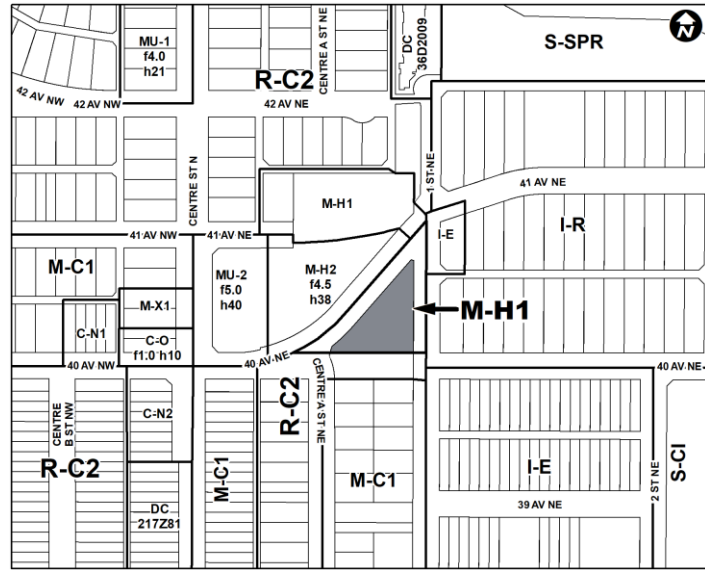 MU-1
f4.0
h21
42 AV NW
42 AV NW
CENTRE ST N
R-C2
CENTRE A ST NE
42 AV NE
DC
36D2009
S-SPR
N
1 ST NE
41 AV NE
M-H1
I-E
I-R
41 AV NW
41 AV NE
M-C1
M-X1
C-N1
C-O
f1.0 h10
MU-2
f5.0
h40
M-H2
f4.5
h38
M-H1
40 AV NW
40 AV NE
40 AV NE
CENTRE
B ST NW
R-C2
C-N2
DC
217Z81
M-C1
R-C2
CENTRE A ST NE
M-C1
I-E
39 AV NE
2 ST NE
S-CI